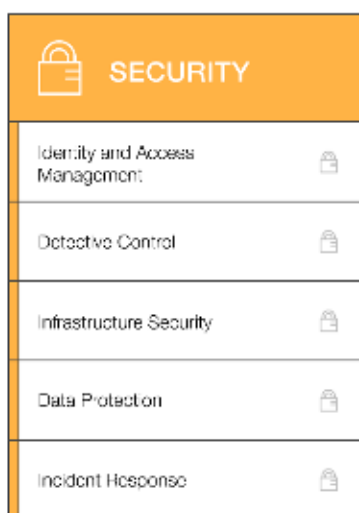 SECURITY
Identity and Access
Management
Detective Control
Infrastructure Security
Data Protection
Incident Response